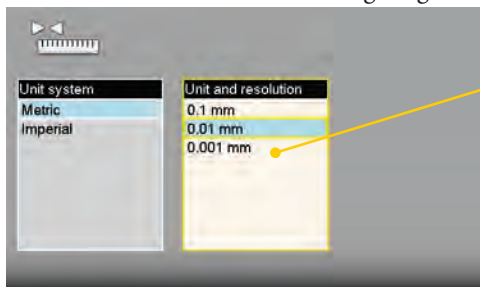 Unit system
Metric
Imperial
Unit and resolution
0.1 mm
0.01 mm
0.001 mm